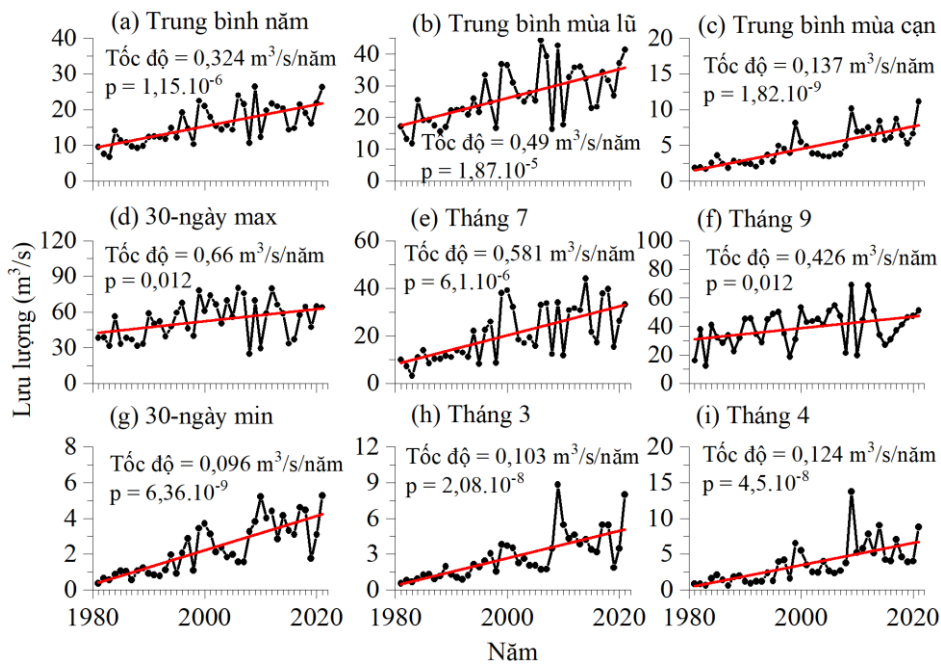 (a) Trung bình năm
Tốc độ = 0,324 m³/s/năm
p = 1,15.10⁻⁶
40
30
20
10
0
(b) Trung bình mùa lũ
Tốc độ = 0,49 m³/s/năm
p = 1,87.10⁻⁵
40
20
0
(c) Trung bình mùa cạn
Tốc độ = 0,137 m³/s/năm
p = 1,82.10⁻⁹
20
15
10
5
0
Lưu lượng (m³/s)
(d) 30-ngày max
Tốc độ = 0,66 m³/s/năm
p = 0,012
120
90
60
30
0
(e) Tháng 7
Tốc độ = 0,581 m³/s/năm
p = 6,1.10⁻⁶
60
40
20
0
(f) Tháng 9
Tốc độ = 0,426 m³/s/năm
p = 0,012
100
80
60
40
20
0
(g) 30-ngày min
Tốc độ = 0,096 m³/s/năm
p = 6,36.10⁻⁹
8
6
4
2
0
1980 2000 2020
(h) Tháng 3
Tốc độ = 0,103 m³/s/năm
p = 2,08.10⁻⁸
12
9
6
3
0
1980 2000 2020
(i) Tháng 4
Tốc độ = 0,124 m³/s/năm
p = 4,5.10⁻⁸
20
15
10
5
0
1980 2000 2020
Năm